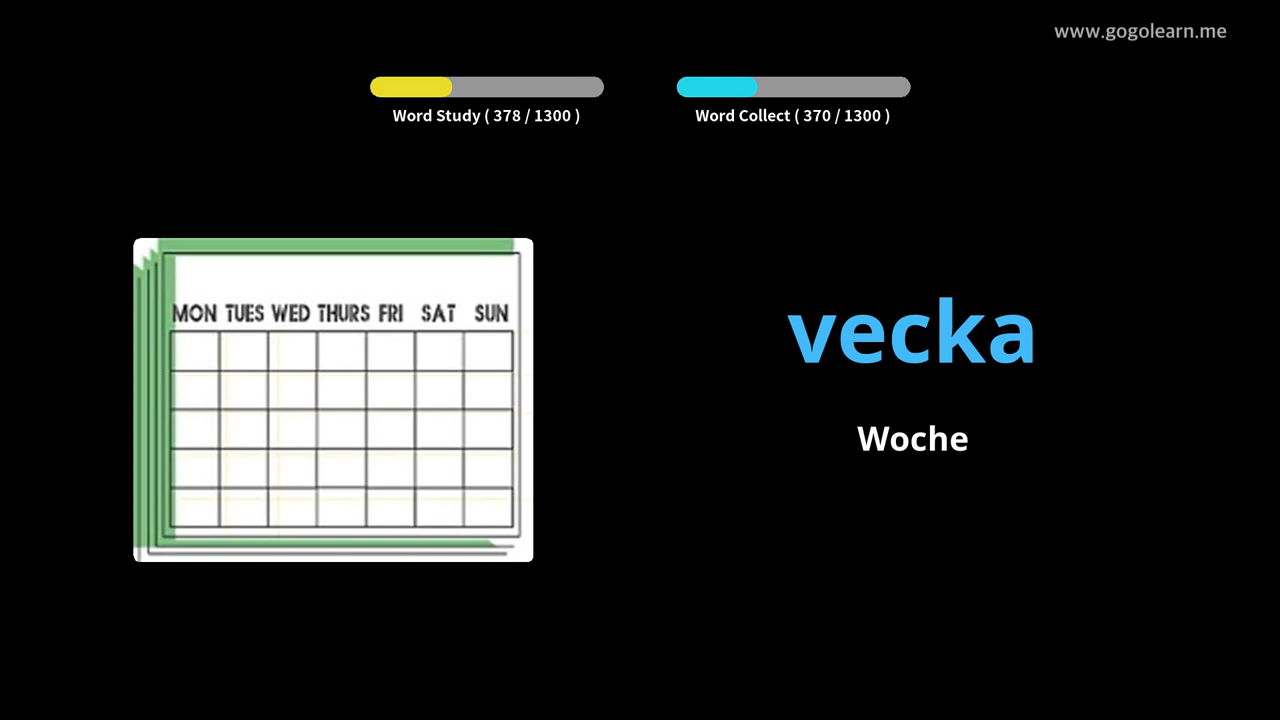 www.gogolearn.me
Word Study ( 378 / 1300 )
Word Collect ( 370 / 1300 )
MON TUES WED THURS FRI SAT SUN
vecka
Woche